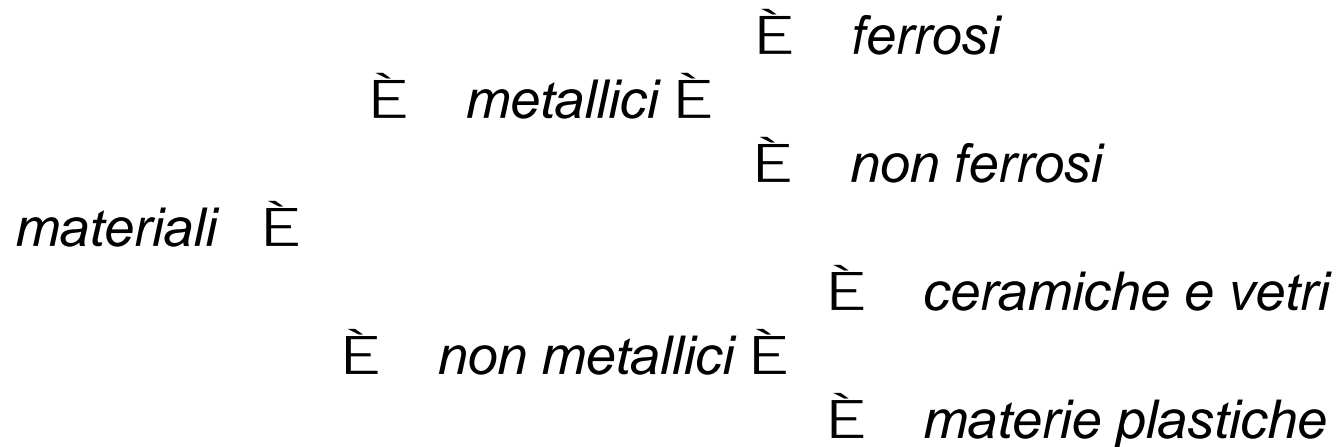 È ferrosi
È metallici È
È non ferrosi
materiali È
È ceramiche e vetri
È non metallici È
È materie plastiche